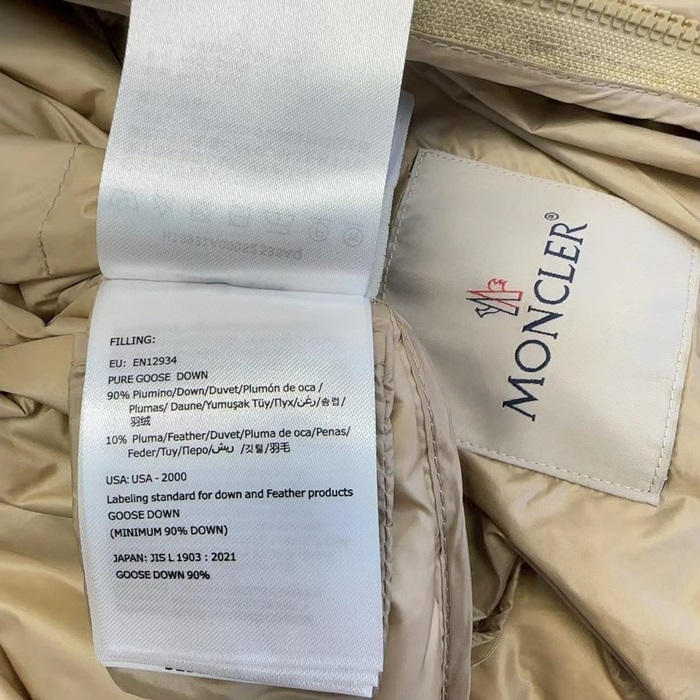 FILLING:
EU: EN12934
PURE GOOSE DOWN
90% Piumino/Down/Duvet/Plumón de oca /
Plumas/ Daune/Yumuşak Tüy/Пух/زغب/솜털/
羽绒
10% Pluma/Feather/Duvet/Pluma de oca/Penas/
Feder/Tuy/Перо/ريش /깃털/羽毛
USA: USA - 2000
Labeling standard for down and Feather products
GOOSE DOWN
(MINIMUM 90% DOWN)
JAPAN: JIS L 1903 : 2021
GOOSE DOWN 90%
MONCLER®